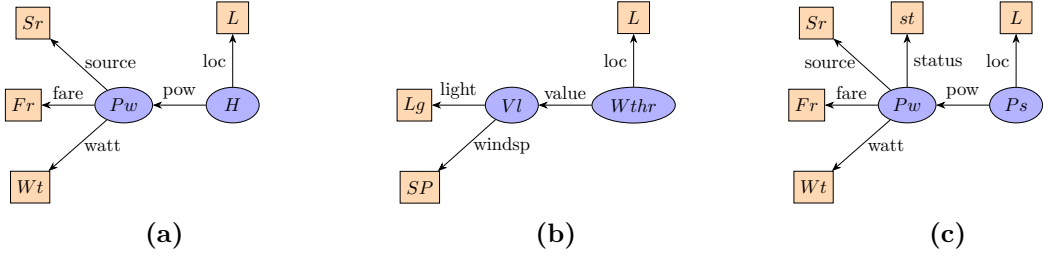 Sr
L
source
loc
Fr
fare
Pw
pow
H
watt
Wt
(a)
L
loc
Lg
light
Vl
value
Wthr
windsp
SP
(b)
Sr
st
L
source
status
loc
Fr
fare
Pw
pow
Ps
watt
Wt
(c)